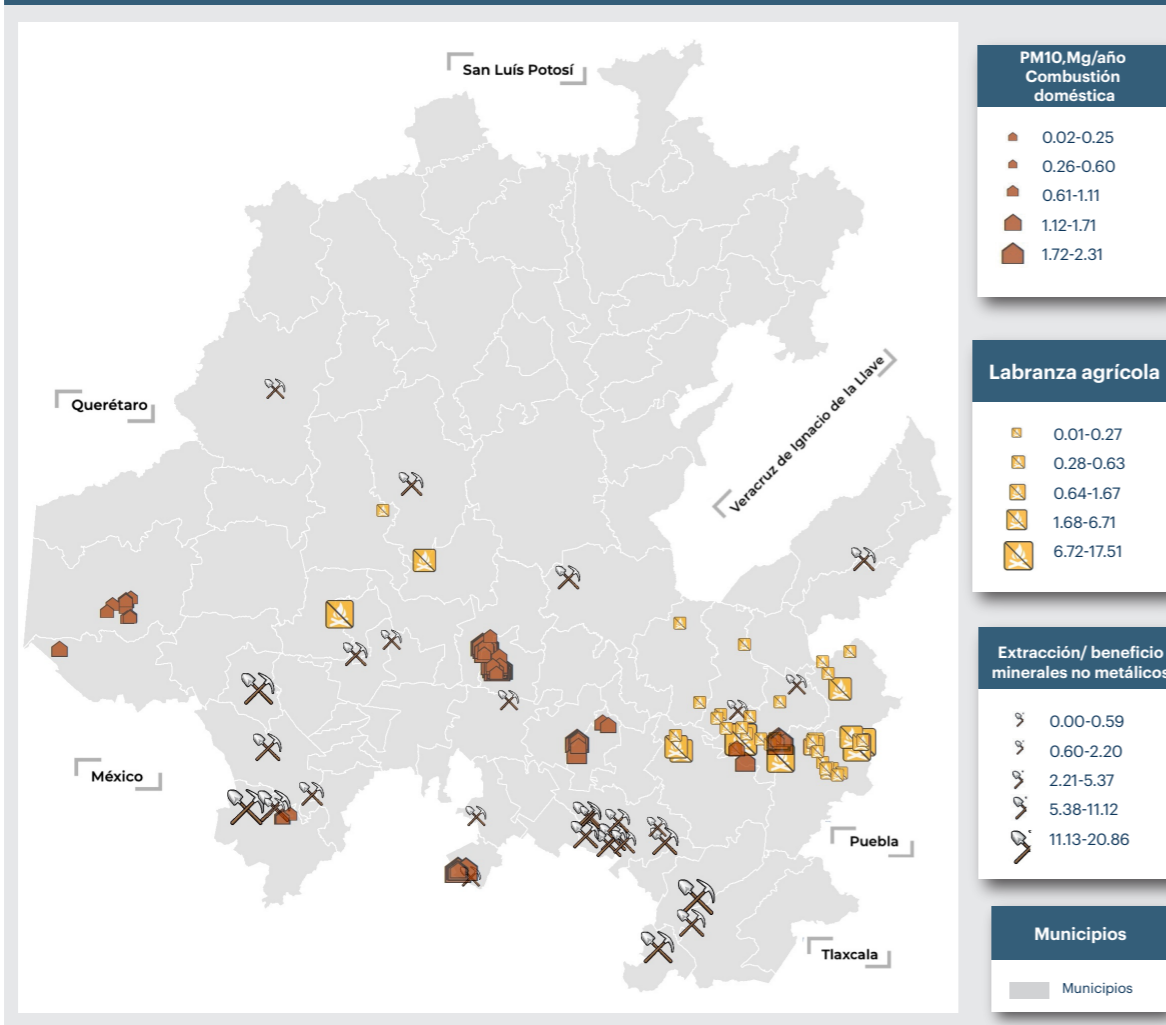 San Luís Potosí
Querétaro
Veracruz de Ignacio de la Llave
México
Puebla
Tlaxcala
PM10,Mg/año
Combustión
doméstica
0.02-0.25
0.26-0.60
0.61-1.11
1.12-1.71
1.72-2.31
Labranza agrícola
0.01-0.27
0.28-0.63
0.64-1.67
1.68-6.71
6.72-17.51
Extracción/ beneficio
minerales no metálicos
0.00-0.59
0.60-2.20
2.21-5.37
5.38-11.12
11.13-20.86
Municipios
Municipios